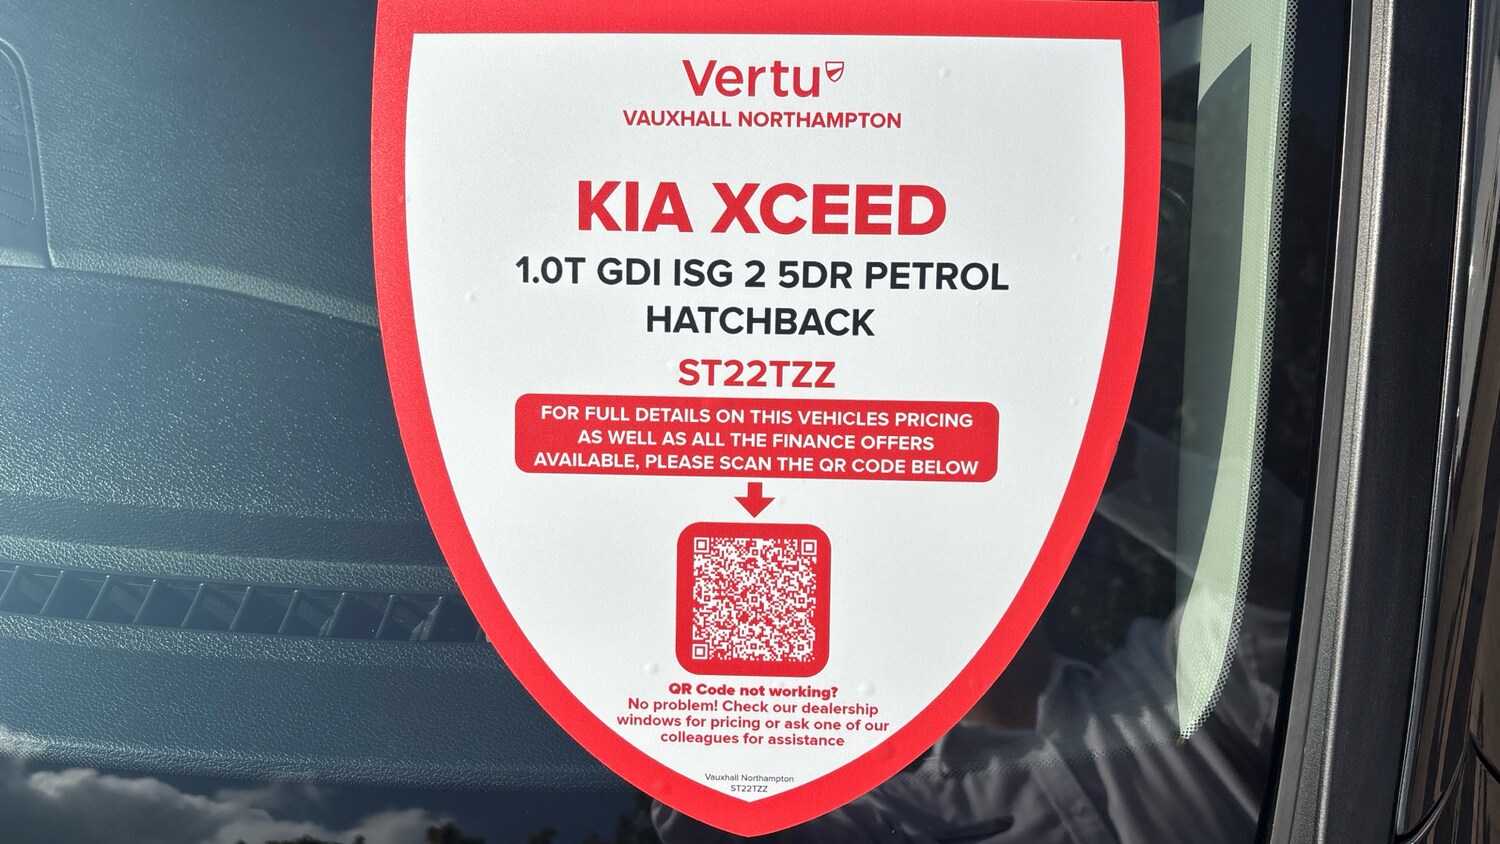 Vertu
VAUXHALL NORTHAMPTON
KIA XCEED
1.0T GDI ISG 2 5DR PETROL
HATCHBACK
ST22TZZ
FOR FULL DETAILS ON THIS VEHICLES PRICING
AS WELL AS ALL THE FINANCE OFFERS
AVAILABLE, PLEASE SCAN THE QR CODE BELOW
QR Code not working?
No problem! Check our dealership
windows for pricing or ask one of our
colleagues for assistance
Vauxhall Northampton
ST22TZZ